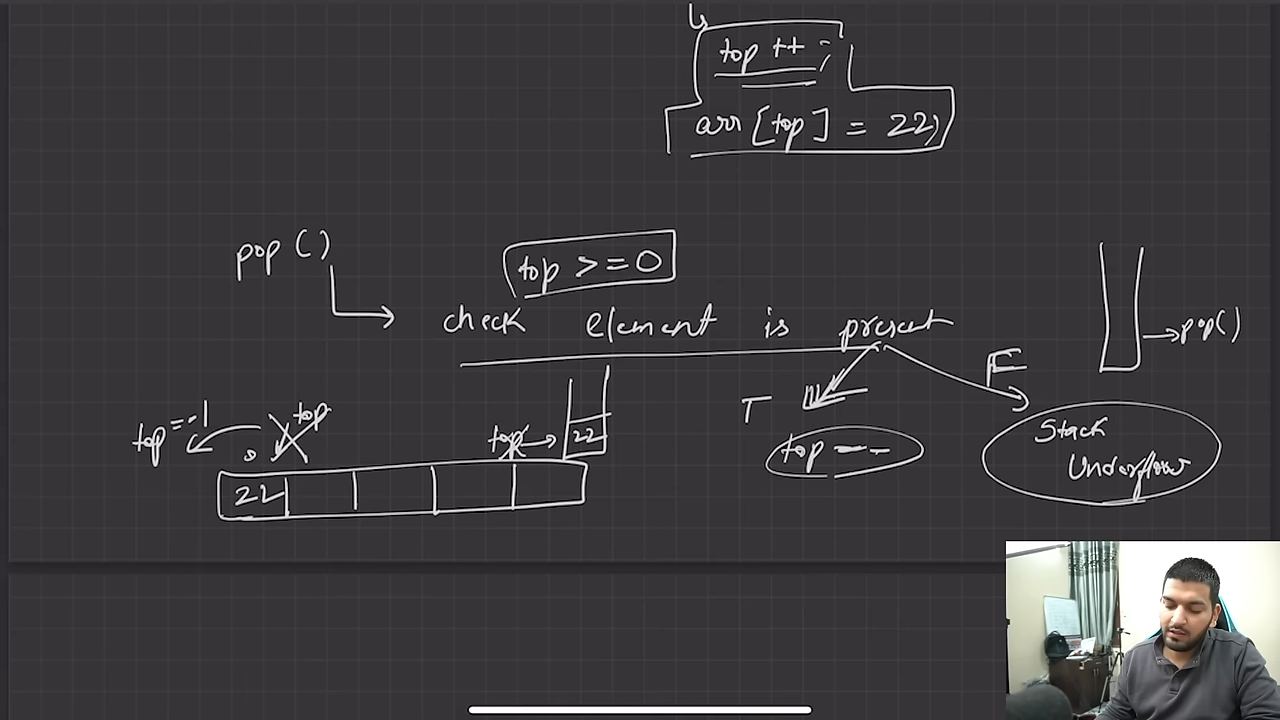 top ++ ;
arr [top] = 22;
pop ()
top >= 0
check element is present
pop()
T
F
top = -1
top
top
22
top --
Stack
Underflow
0
22